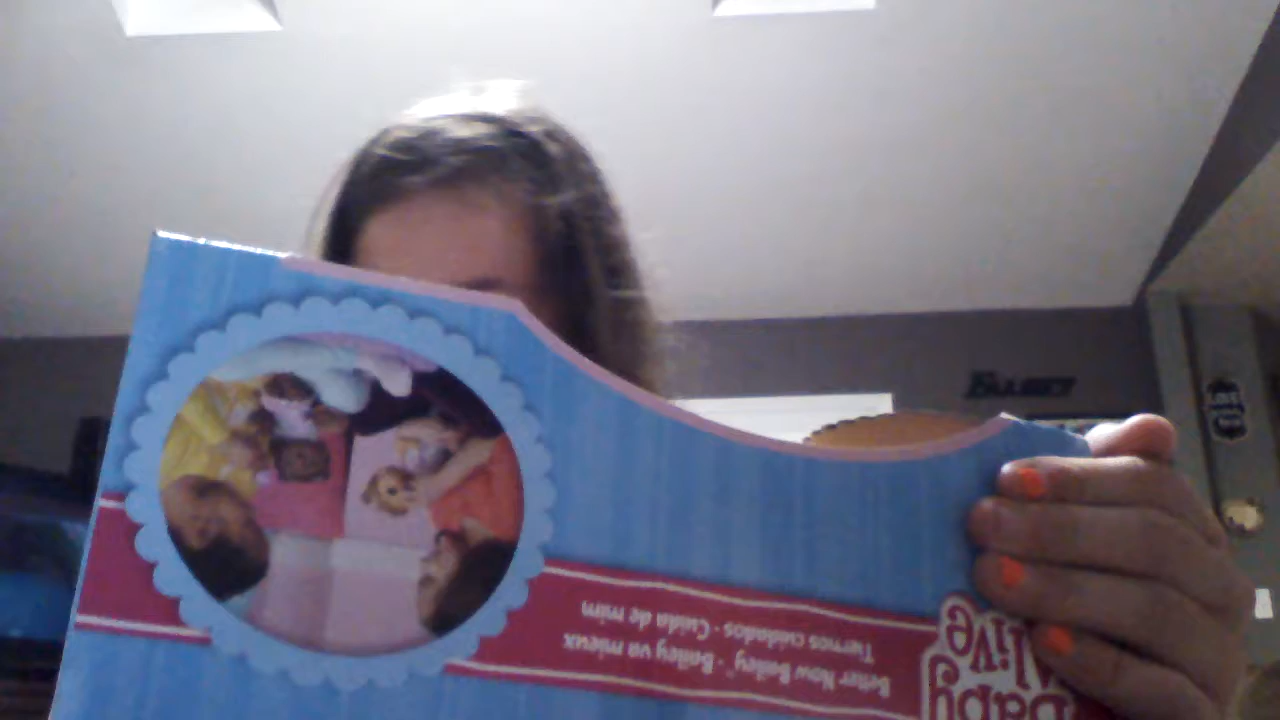 baby
alive
Better Now Bailey™ · Bailey va mieux
Tiernos cuidados · Cuida de mim